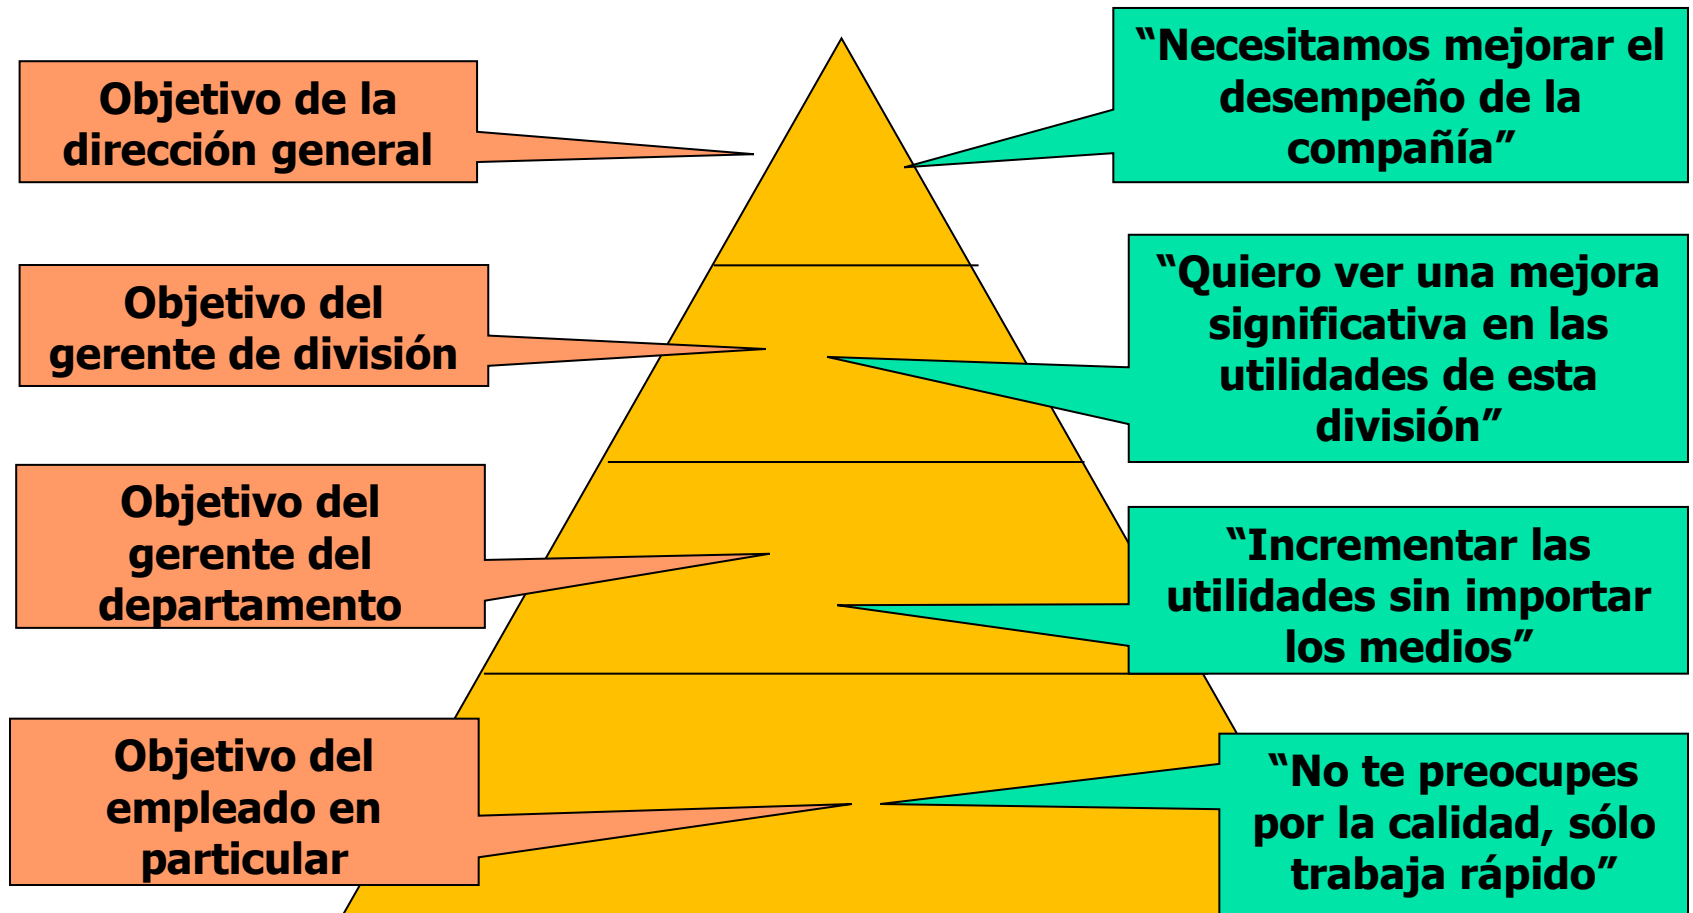 Objetivo de la
dirección general
“Necesitamos mejorar el
desempeño de la
compañía”
Objetivo del
gerente de división
“Quiero ver una mejora
significativa en las
utilidades de esta
división”
Objetivo del
gerente del
departamento
“Incrementar las
utilidades sin importar
los medios”
Objetivo del
empleado en
particular
“No te preocupes
por la calidad, sólo
trabaja rápido”